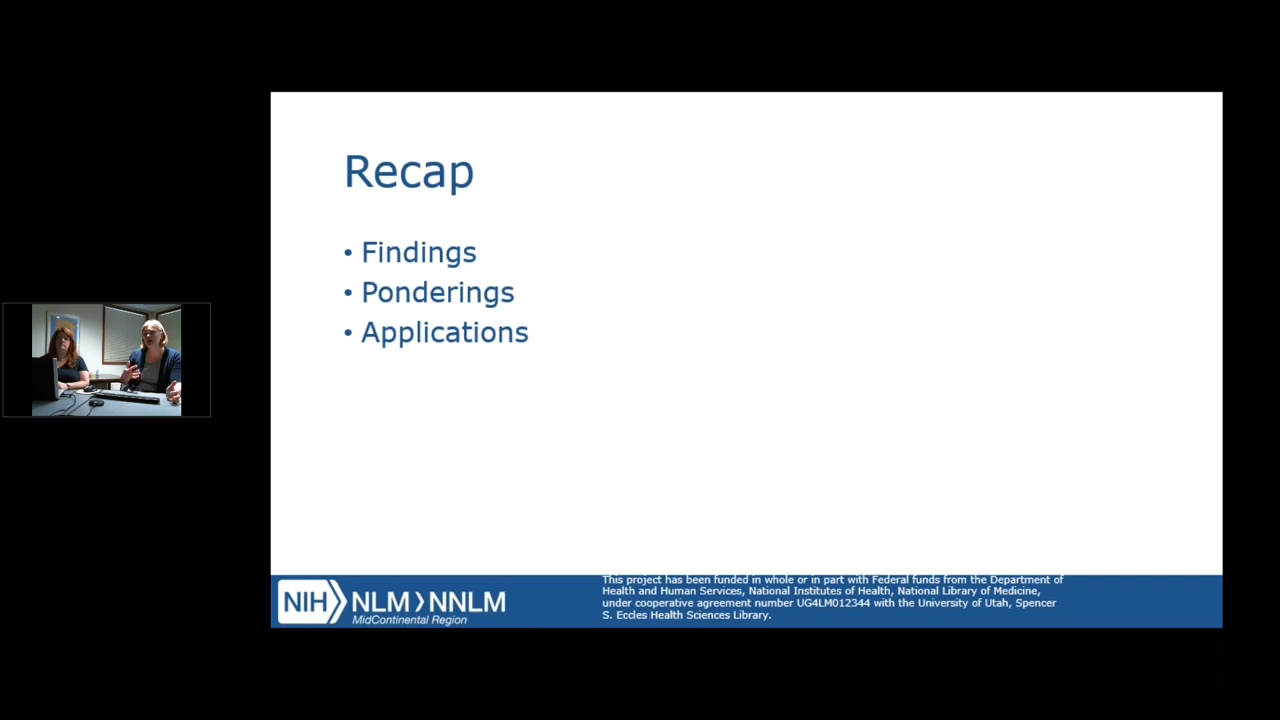 Recap
• Findings
• Ponderings
• Applications
NIH NLM NNLM
MidContinental Region
This project has been funded in whole or in part with Federal funds from the Department of
Health and Human Services, National Institutes of Health, National Library of Medicine,
under cooperative agreement number UG4LM012344 with the University of Utah, Spencer
S. Eccles Health Sciences Library.